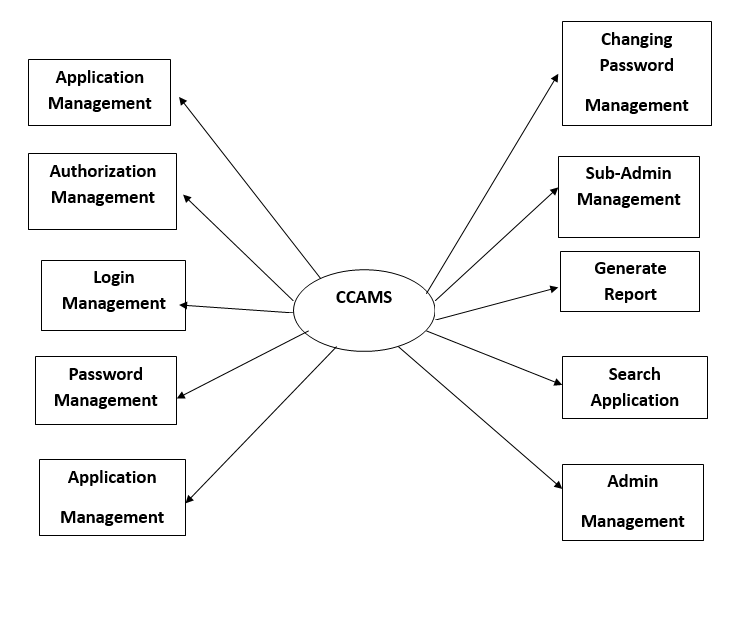 Application
Management
Authorization
Management
Login
Management
Password
Management
Application
Management
CCAMS
Changing
Password
Management
Sub-Admin
Management
Generate
Report
Search
Application
Admin
Management